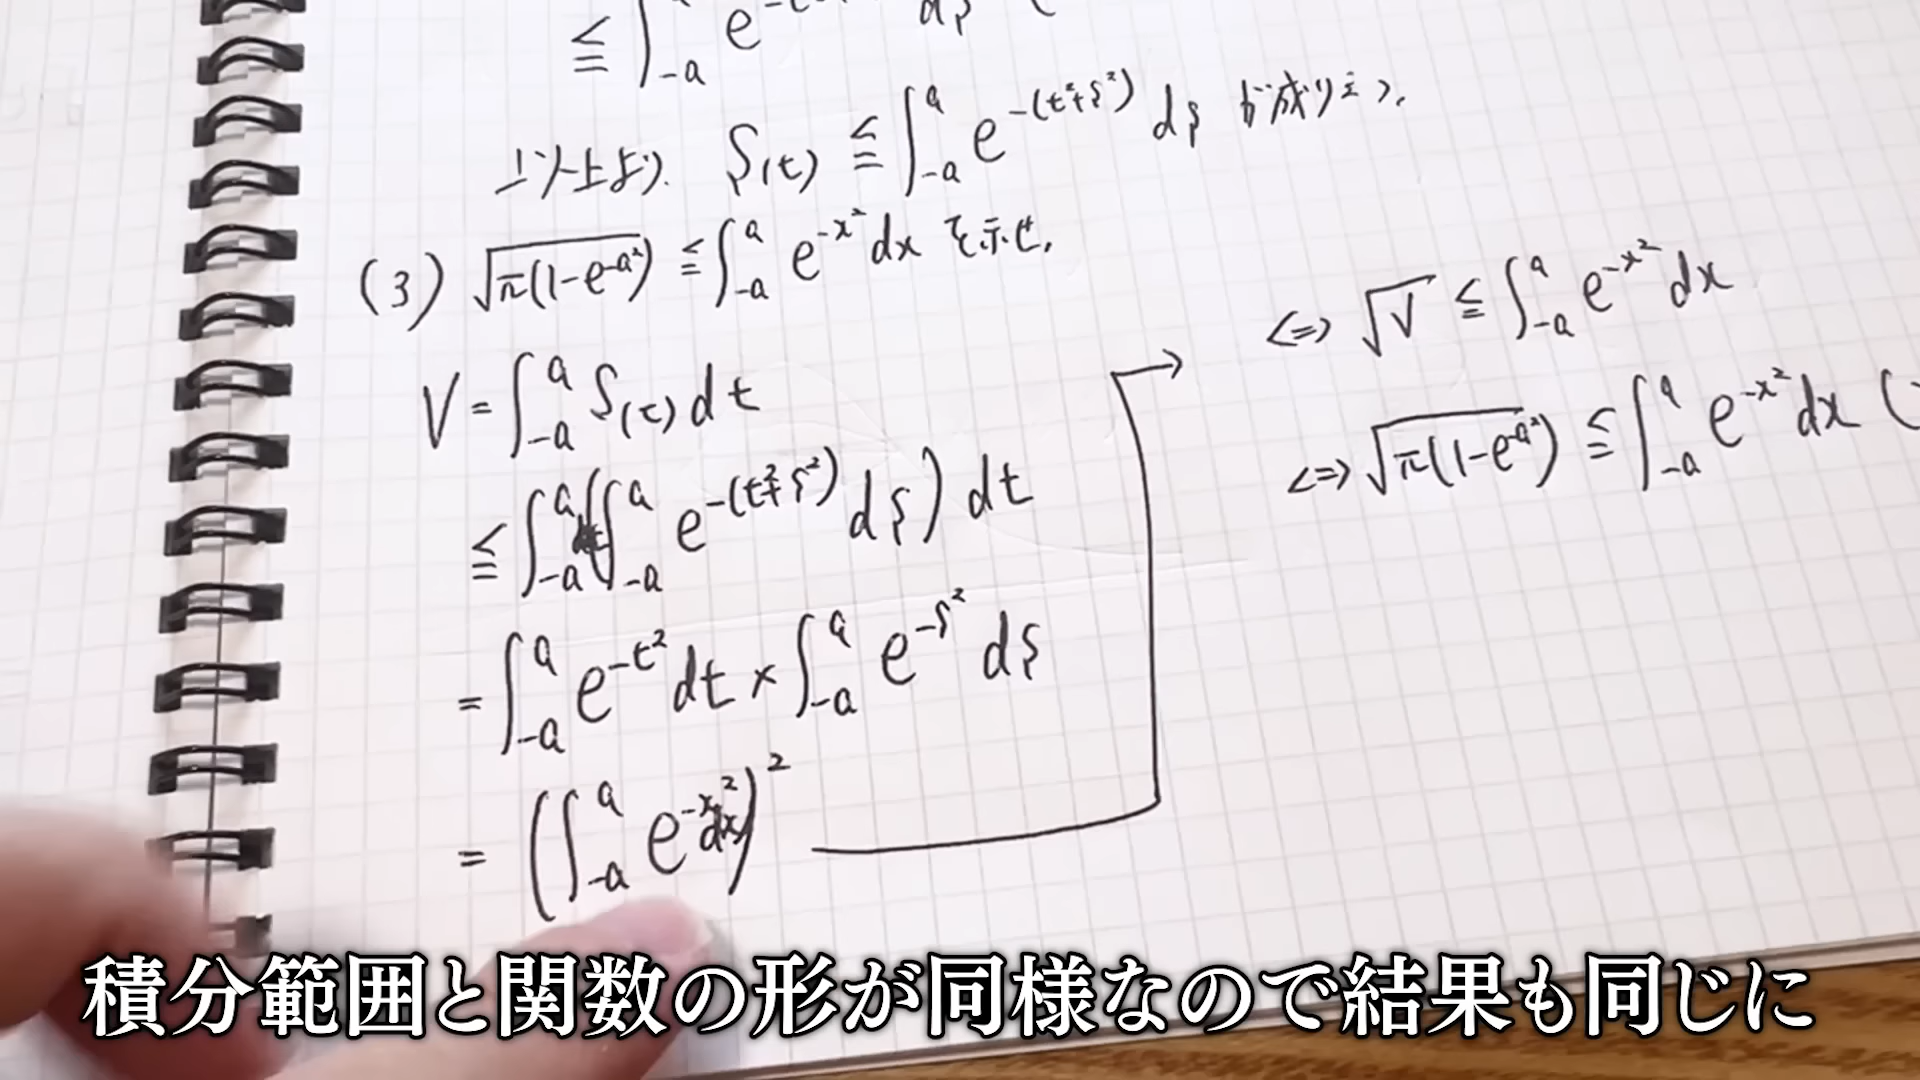 ≦∫_{-a} e
以上より. S(t) ≦ ∫_{-a}^{a} e^{-(t²+s²)} ds が成り立つ.
(3) √π(1-e^{-a²}) ≦ ∫_{-a}^{a} e^{-x²} dx を示せ.
V = ∫_{-a}^{a} S(t) dt
≦ ∫_{-a}^{a} (∫_{-a}^{a} e^{-(t²+s²)} ds) dt
= ∫_{-a}^{a} e^{-t²} dt × ∫_{-a}^{a} e^{-s²} ds
= (∫_{-a}^{a} e^{-x²} dx)²
⇔ √V ≦ ∫_{-a}^{a} e^{-x²} dx
⇔ √π(1-e^{-a²}) ≦ ∫_{-a}^{a} e^{-x²} dx (
積分範囲と関数の形が同様なので結果も同じに